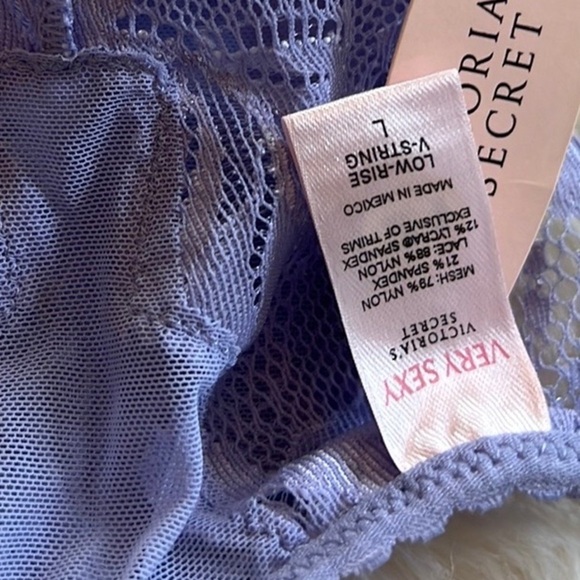 VERY SEXY
VICTORIA'S
SECRET
MESH: 79% NYLON
21% SPANDEX
LACE: 88% NYLON
12% LYCRA® SPANDEX
EXCLUSIVE OF TRIMS
MADE IN MEXICO
LOW-RISE
V-STRING
L
ORIA
SECRET